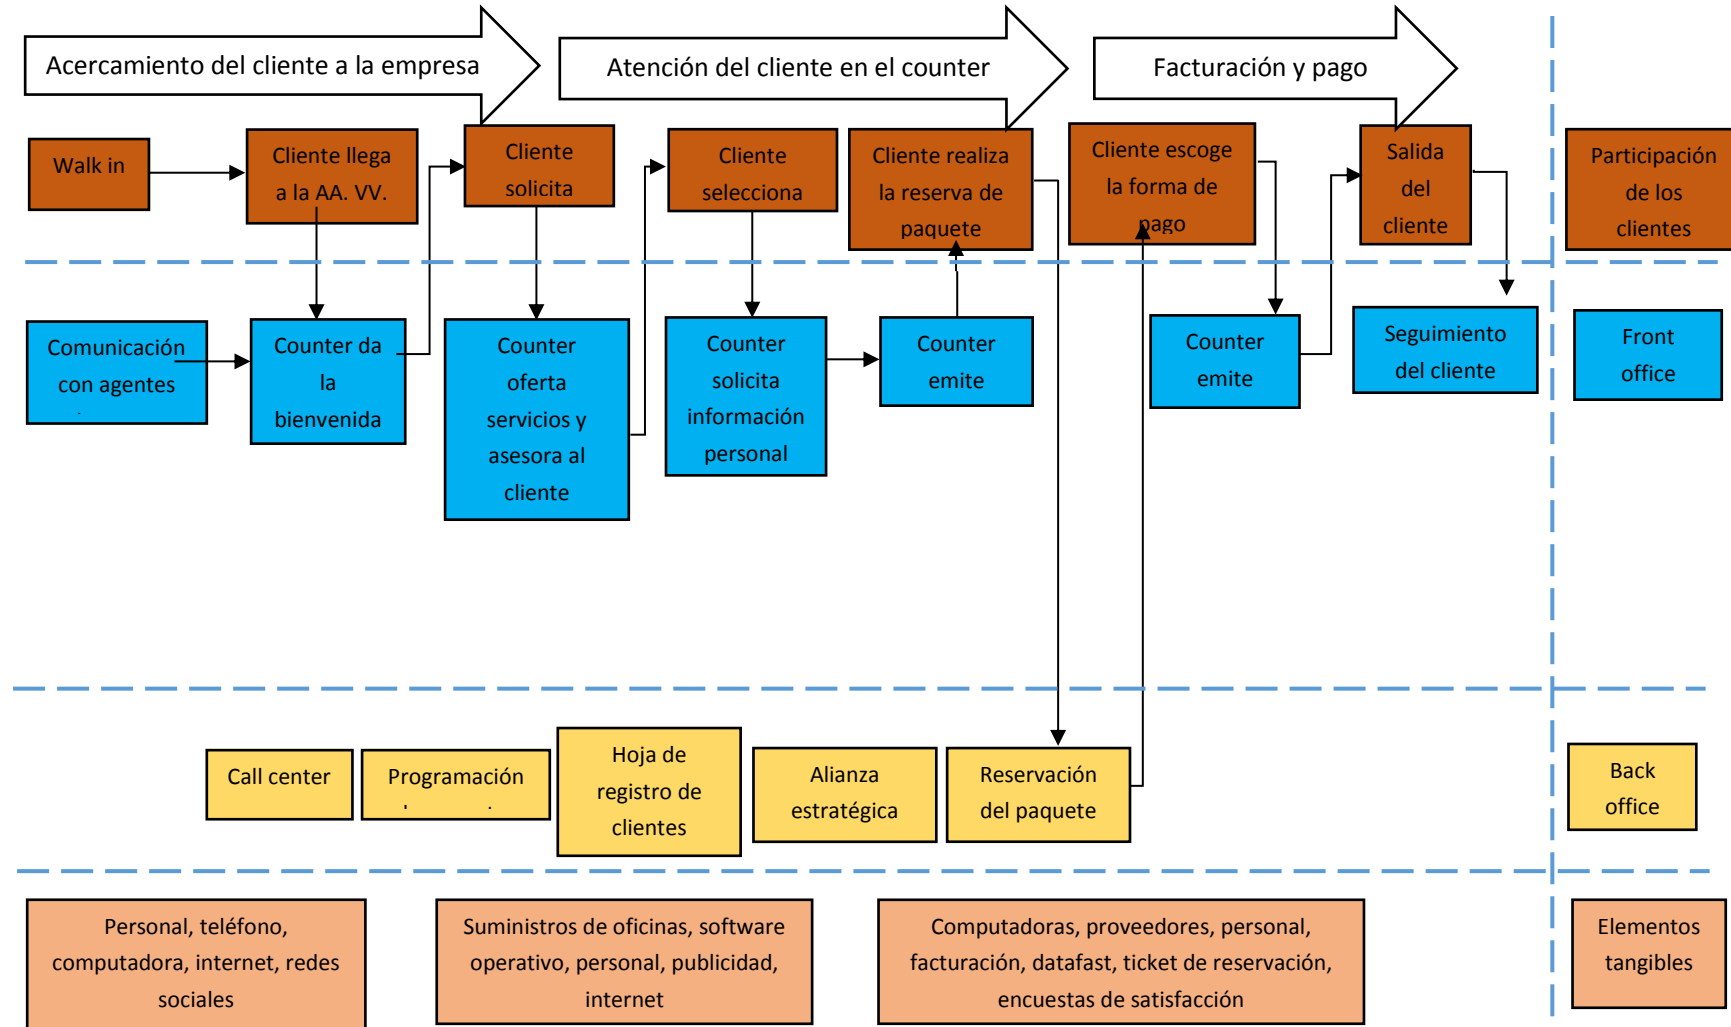 Acercamiento del cliente a la empresa
Atención del cliente en el counter
Facturación y pago
Walk in
Cliente llega
a la AA. VV.
Cliente
solicita
Cliente
selecciona
Cliente realiza
la reserva de
paquete
Cliente escoge
la forma de
pago
Salida
del
cliente
Participación
de los
clientes
Comunicación
con agentes
Counter da
la
bienvenida
Counter
oferta
servicios y
asesora al
cliente
Counter
solicita
información
personal
Counter
emite
Counter
emite
Seguimiento
del cliente
Front
office
Call center
Programación
Hoja de
registro de
clientes
Alianza
estratégica
Reservación
del paquete
Back
office
Personal, teléfono,
computadora, internet, redes
sociales
Suministros de oficinas, software
operativo, personal, publicidad,
internet
Computadoras, proveedores, personal,
facturación, datafast, ticket de reservación,
encuestas de satisfacción
Elementos
tangibles